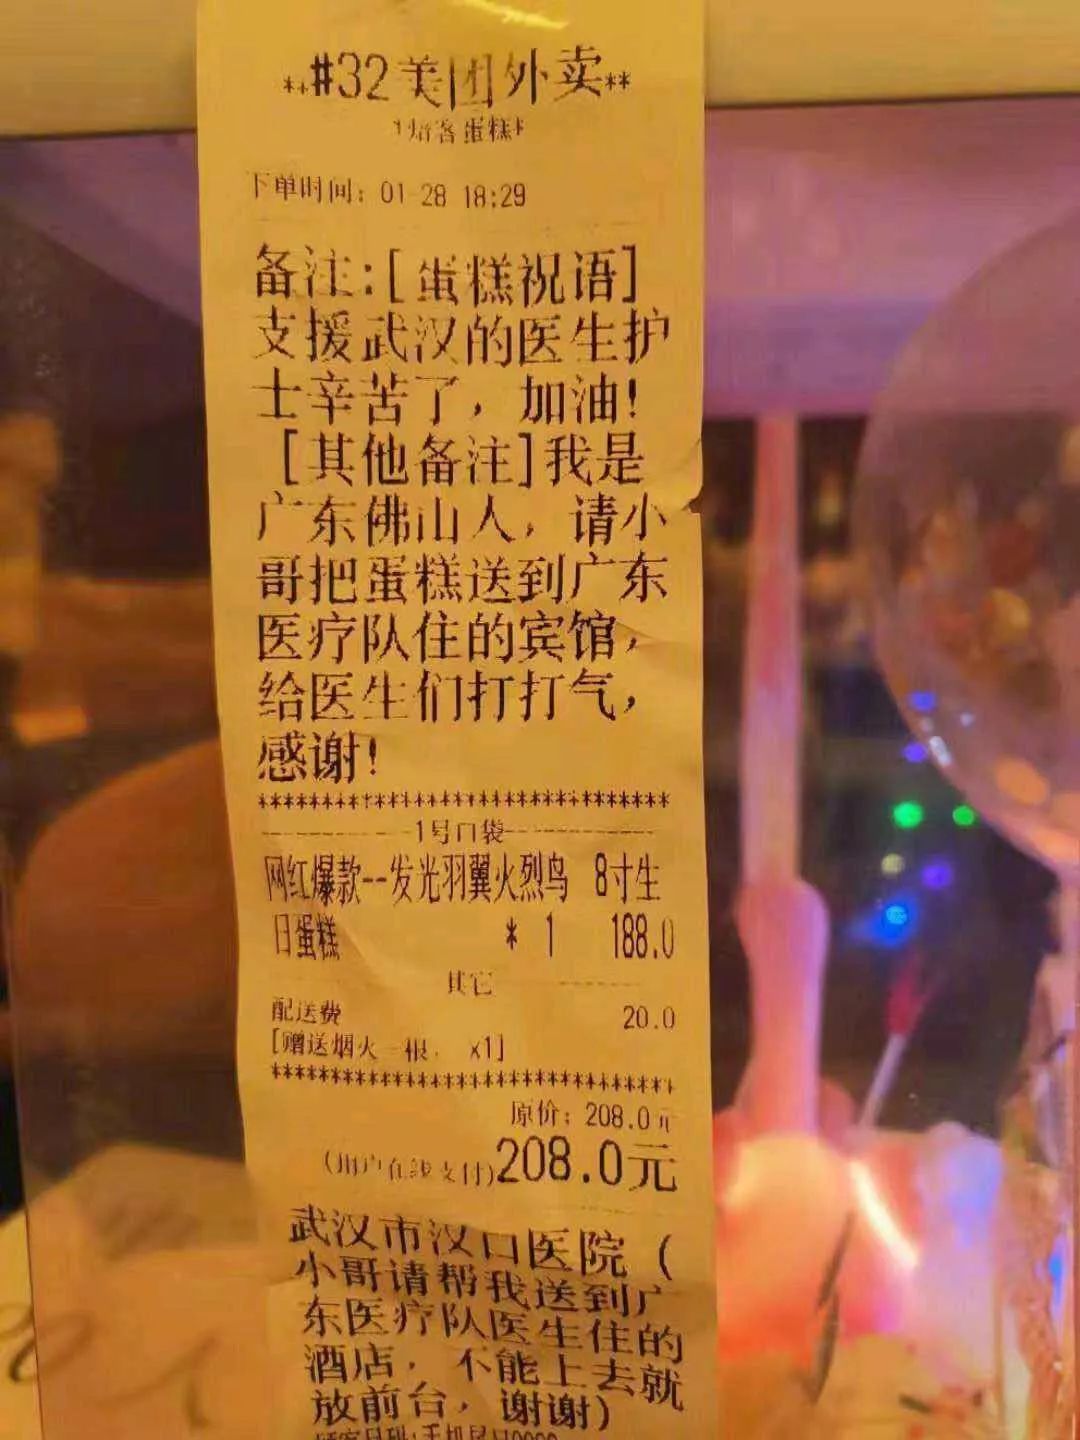 **#32美团外卖**
*焙客蛋糕*
下单时间: 01-28 18:29
备注:[蛋糕祝语]
支援武汉的医生护
士辛苦了，加油!
[其他备注]我是
广东佛山人，请小
哥把蛋糕送到广东
医疗队住的宾馆，
给医生们打打气，
感谢!
********************************
1号口袋
网红爆款--发光羽翼火烈鸟 8寸生
日蛋糕 * 1 188.0
其它
配送费 20.0
[赠送烟火一根， x1]
********************************
原价: 208.0元
(用户在线支付)208.0元
武汉市汉口医院（
小哥请帮我送到广
东医疗队医生住的
酒店，不能上去就
放前台，谢谢）